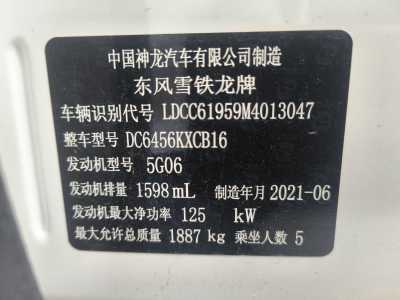 中国神龙汽车有限公司制造
东风雪铁龙牌
车辆识别代号 LDCC61959M4013047
整车型号 DC6456KXCB16
发动机型号 5G06
发动机排量 1598mL 制造年月 2021-06
发动机最大净功率 125 kW
最大允许总质量 1887 kg 乘坐人数 5